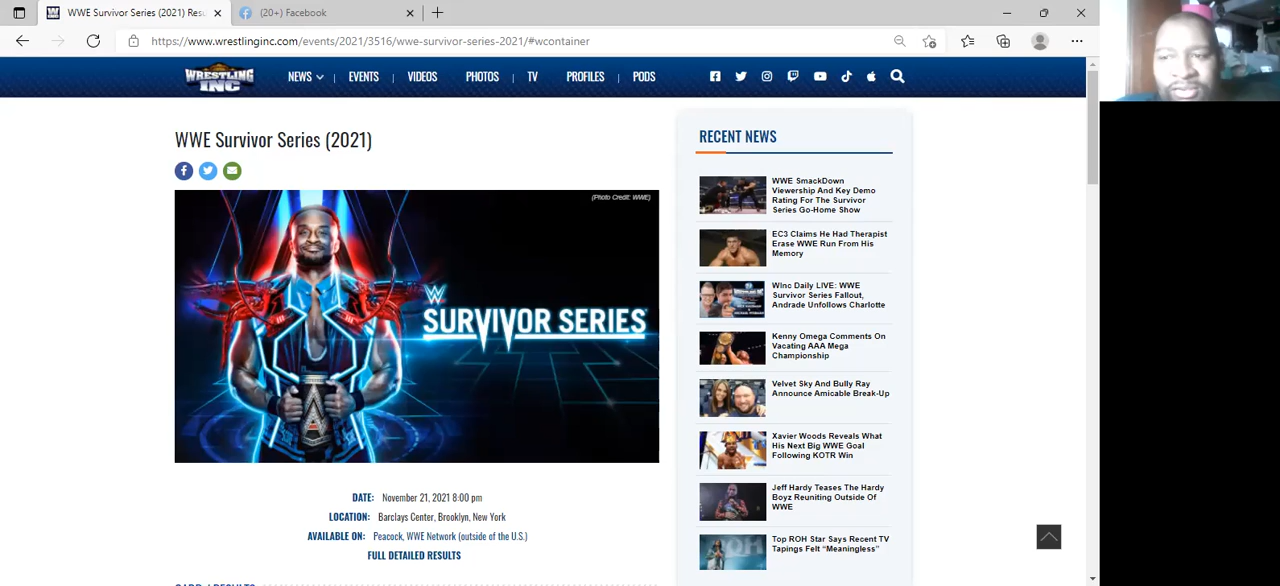 WWE Survivor Series (2021) Res
(20+) Facebook
https://www.wrestlinginc.com/events/2021/3516/wwe-survivor-series-2021/#wcontainer
WRESTLING INC
NEWS EVENTS VIDEOS PHOTOS TV PROFILES PODS
WWE Survivor Series (2021)
(Photo Credit: WWE)
W
SURVIVOR SERIES
DATE: November 21, 2021 8:00 pm
LOCATION: Barclays Center, Brooklyn, New York
AVAILABLE ON: Peacock, WWE Network (outside of the U.S.)
FULL DETAILED RESULTS
CARD / RESULTS
RECENT NEWS
WWE SmackDown
Viewership And Key Demo
Rating For The Survivor
Series Go-Home Show
EC3 Claims He Had Therapist
Erase WWE Run From His
Memory
WInc Daily LIVE: WWE
Survivor Series Fallout,
Andrade Unfollows Charlotte
Kenny Omega Comments On
Vacating AAA Mega
Championship
Velvet Sky And Bully Ray
Announce Amicable Break-Up
Xavier Woods Reveals What
His Next Big WWE Goal
Following KOTR Win
Jeff Hardy Teases The Hardy
Boyz Reuniting Outside Of
WWE
Top ROH Star Says Recent TV
Tapings Felt “Meaningless”